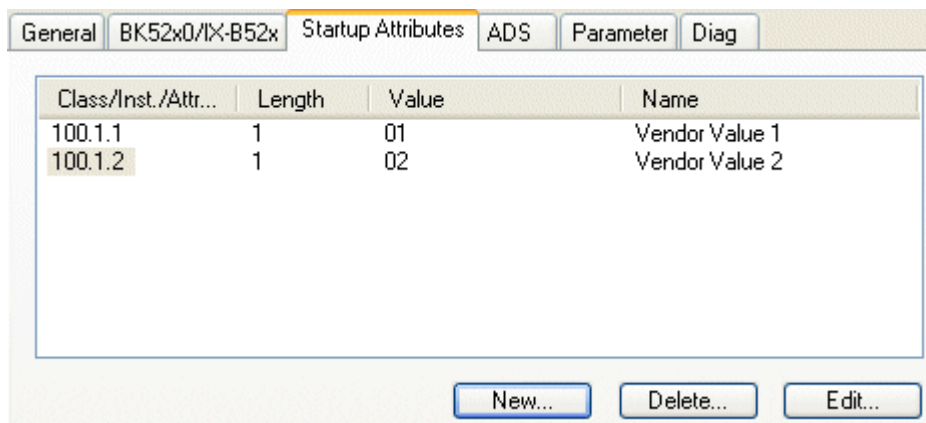 General BK52x0/IX-B52x Startup Attributes ADS Parameter Diag
Class/Inst./Attr... Length Value Name
100.1.1 1 01 Vendor Value 1
100.1.2 1 02 Vendor Value 2
New... Delete... Edit...